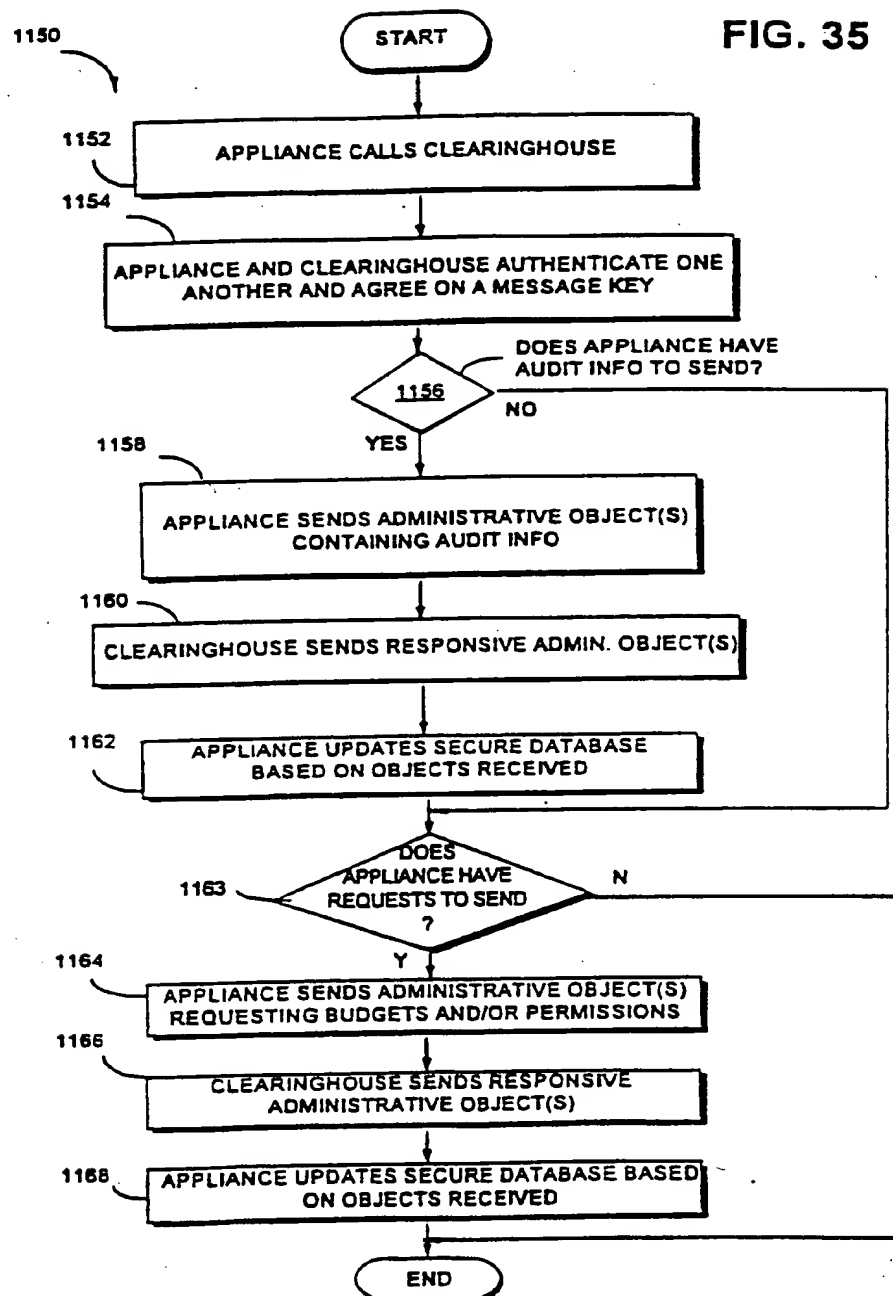 FIG. 35
1150
START
1152
APPLIANCE CALLS CLEARINGHOUSE
1154
APPLIANCE AND CLEARINGHOUSE AUTHENTICATE ONE
ANOTHER AND AGREE ON A MESSAGE KEY
DOES APPLIANCE HAVE
AUDIT INFO TO SEND?
1156
NO
YES
1158
APPLIANCE SENDS ADMINISTRATIVE OBJECT(S)
CONTAINING AUDIT INFO
1160
CLEARINGHOUSE SENDS RESPONSIVE ADMIN. OBJECT(S)
1162
APPLIANCE UPDATES SECURE DATABASE
BASED ON OBJECTS RECEIVED
1163
DOES
APPLIANCE HAVE
REQUESTS TO SEND
?
N
Y
1164
APPLIANCE SENDS ADMINISTRATIVE OBJECT(S)
REQUESTING BUDGETS AND/OR PERMISSIONS
1166
CLEARINGHOUSE SENDS RESPONSIVE
ADMINISTRATIVE OBJECT(S)
1168
APPLIANCE UPDATES SECURE DATABASE BASED
ON OBJECTS RECEIVED
END